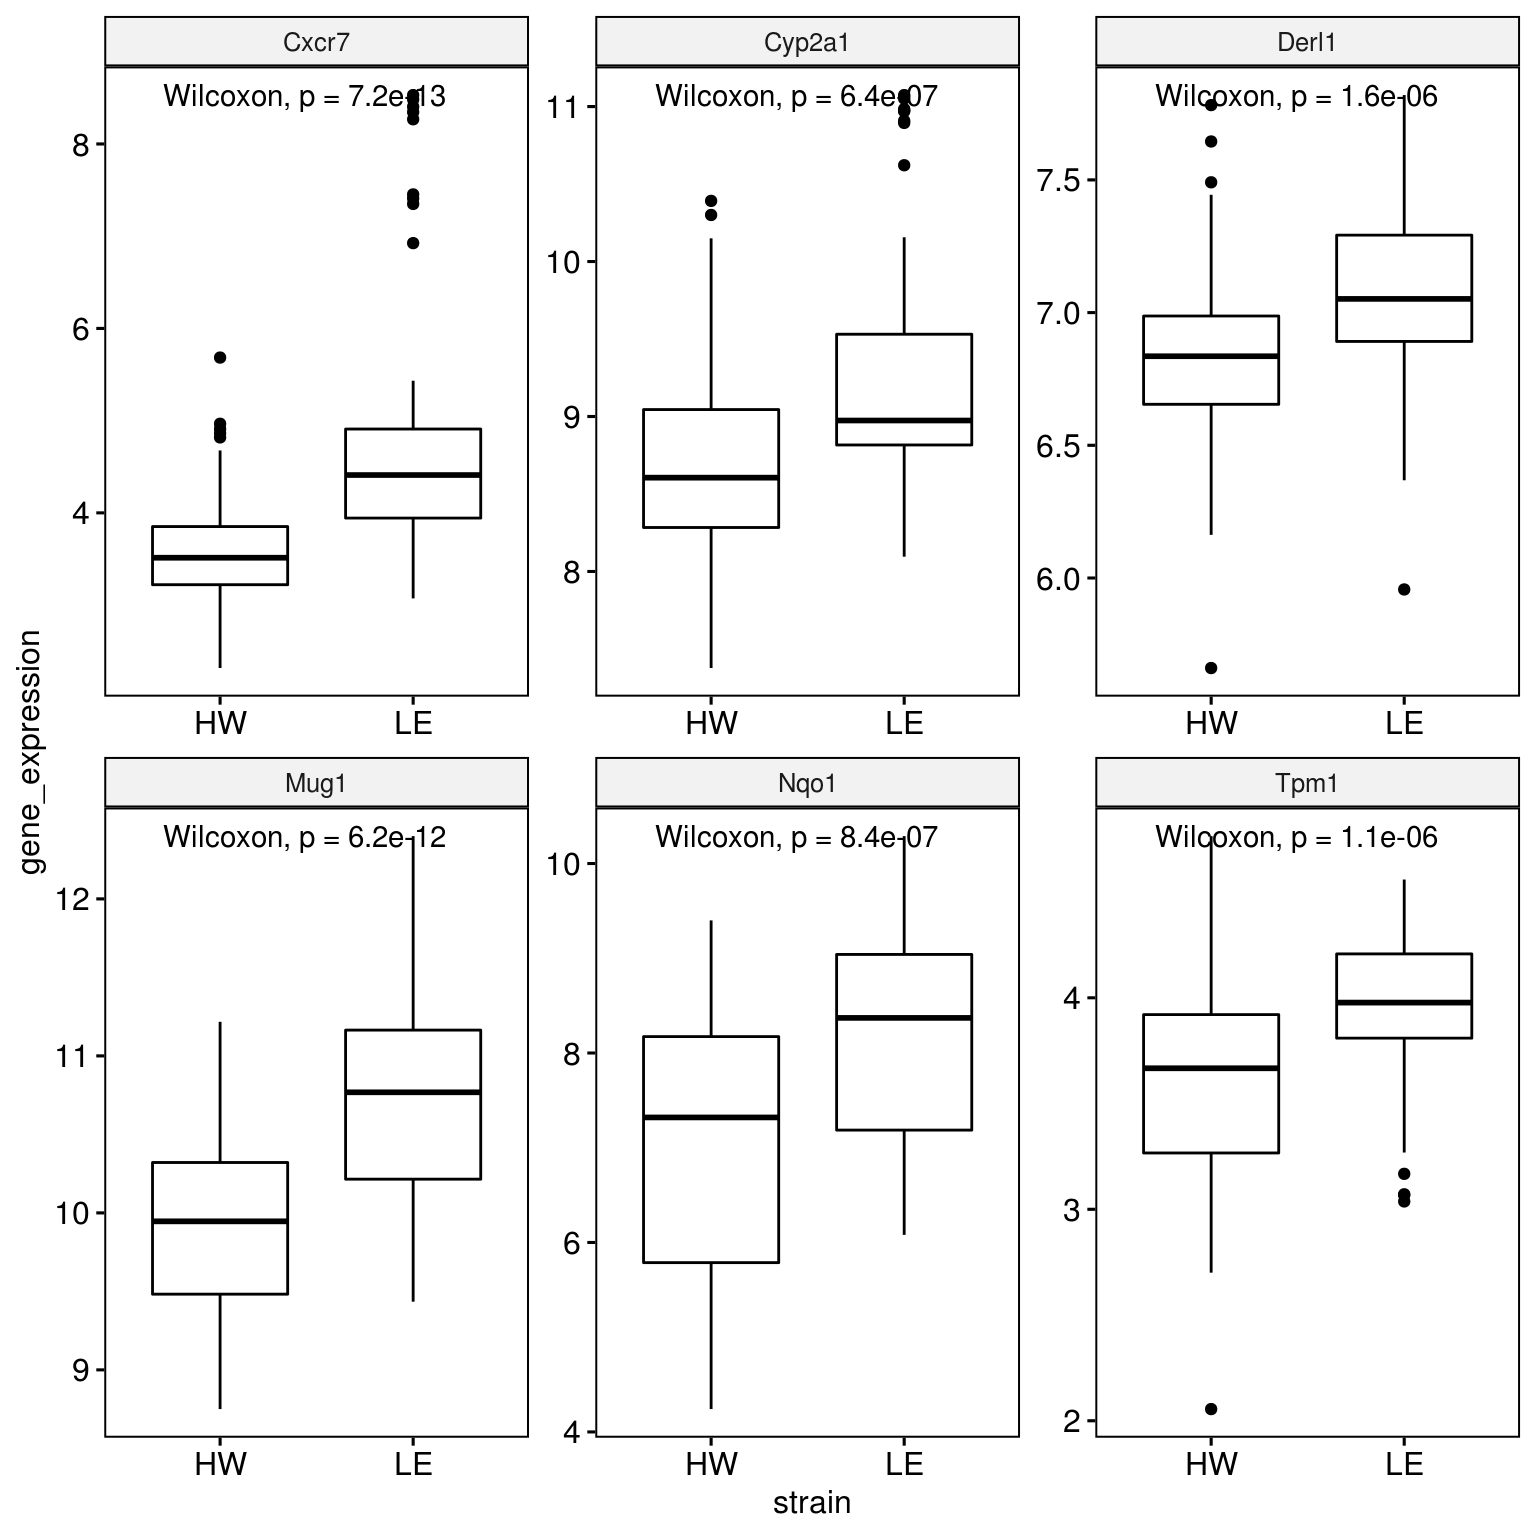 gene_expression
Cxcr7
Wilcoxon, p = 7.2e-13
8
6
4
HW LE
Cyp2a1
Wilcoxon, p = 6.4e-07
11
10
9
8
HW LE
Derl1
Wilcoxon, p = 1.6e-06
7.5
7.0
6.5
6.0
HW LE
Mug1
Wilcoxon, p = 6.2e-12
12
11
10
9
HW LE
Nqo1
Wilcoxon, p = 8.4e-07
10
8
6
4
HW LE
Tpm1
Wilcoxon, p = 1.1e-06
4
3
2
HW LE
strain